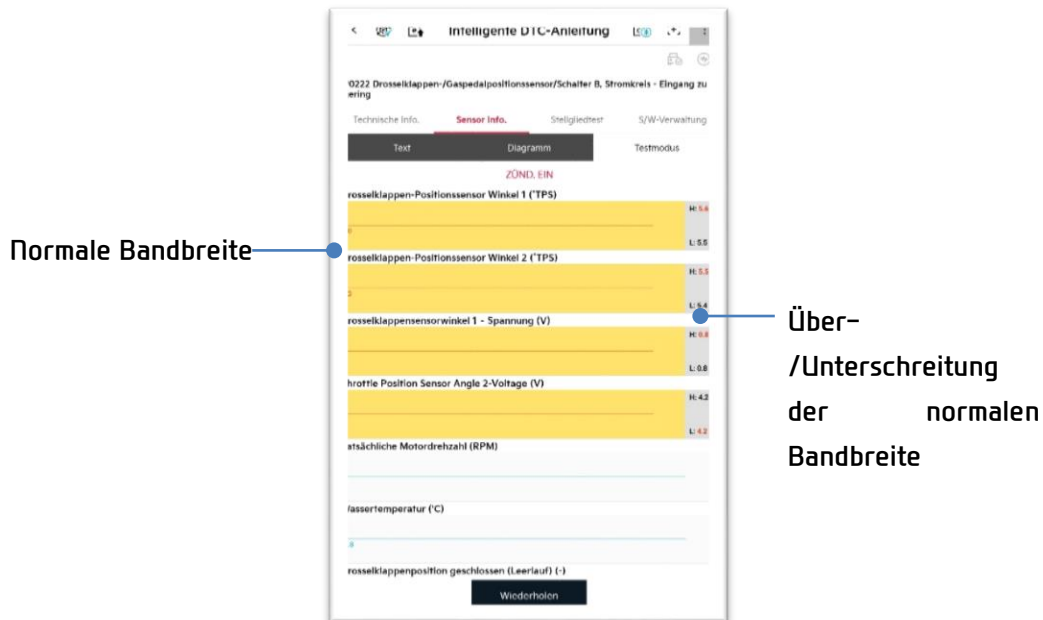 Intelligente DTC-Anleitung
0222 Drosselklappen-/Gaspedalpositionssensor/Schalter B, Stromkreis - Eingang zu
ering
Technische Info. Sensor Info. Stellgliedtest S/W-Verwaltung
Text Diagramm Testmodus
ZÜND. EIN
rosselklappen-Positionssensor Winkel 1 (˚TPS)
H: 5.6
L: 5.5
Normale Bandbreite
rosselklappen-Positionssensor Winkel 2 (˚TPS)
H: 5.5
L: 5.4
rosselklappensensorwinkel 1 - Spannung (V)
H: 0.8
L: 0.8
Über-
/Unterschreitung
der normalen
Bandbreite
hrottle Position Sensor Angle 2-Voltage (V)
H: 4.2
L: 4.2
atsächliche Motordrehzahl (RPM)
Wassertemperatur (˚C)
rosselklappenposition geschlossen (Leerlauf) (-)
Wiederholen